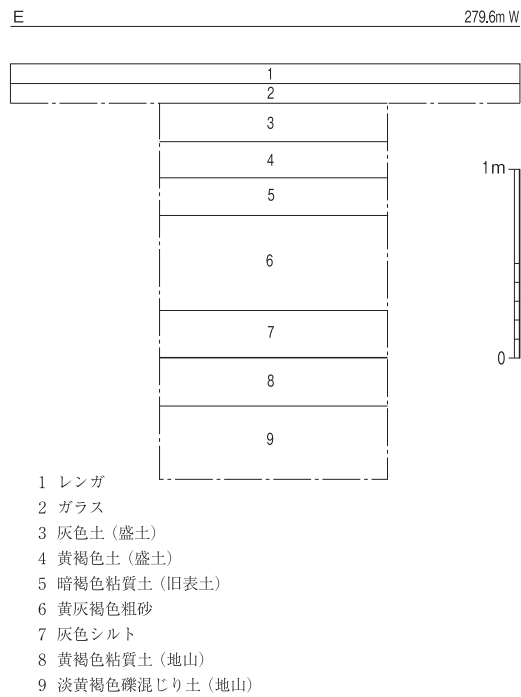 E 279.6m W
1
2
3
4
1m
5
6
7
0
8
9
1 レンガ
2 ガラス
3 灰色土（盛土）
4 黄褐色土（盛土）
5 暗褐色粘質土（旧表土）
6 黄灰褐色粗砂
7 灰色シルト
8 黄褐色粘質土（地山）
9 淡黄褐色礫混じり土（地山）